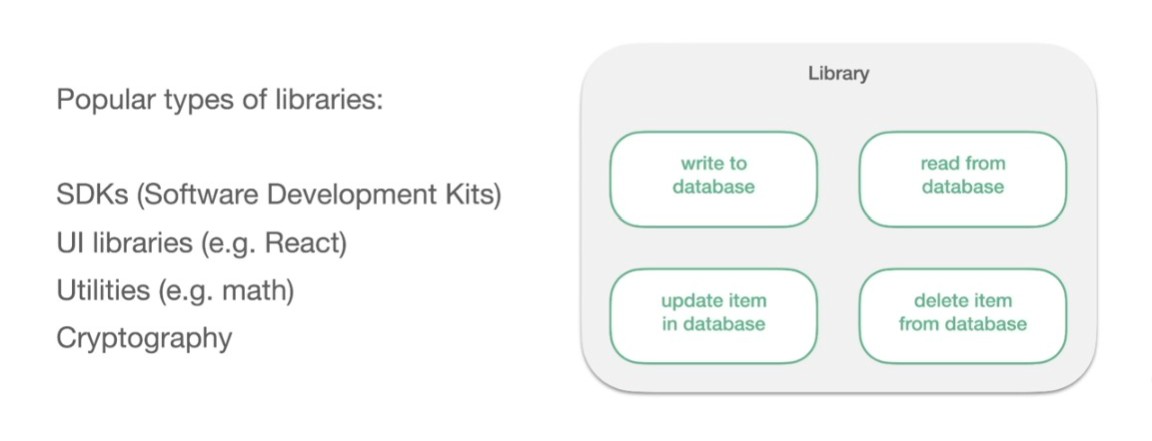 Popular types of libraries:
SDKs (Software Development Kits)
UI libraries (e.g. React)
Utilities (e.g. math)
Cryptography
Library
write to
database
read from
database
update item
in database
delete item
from database